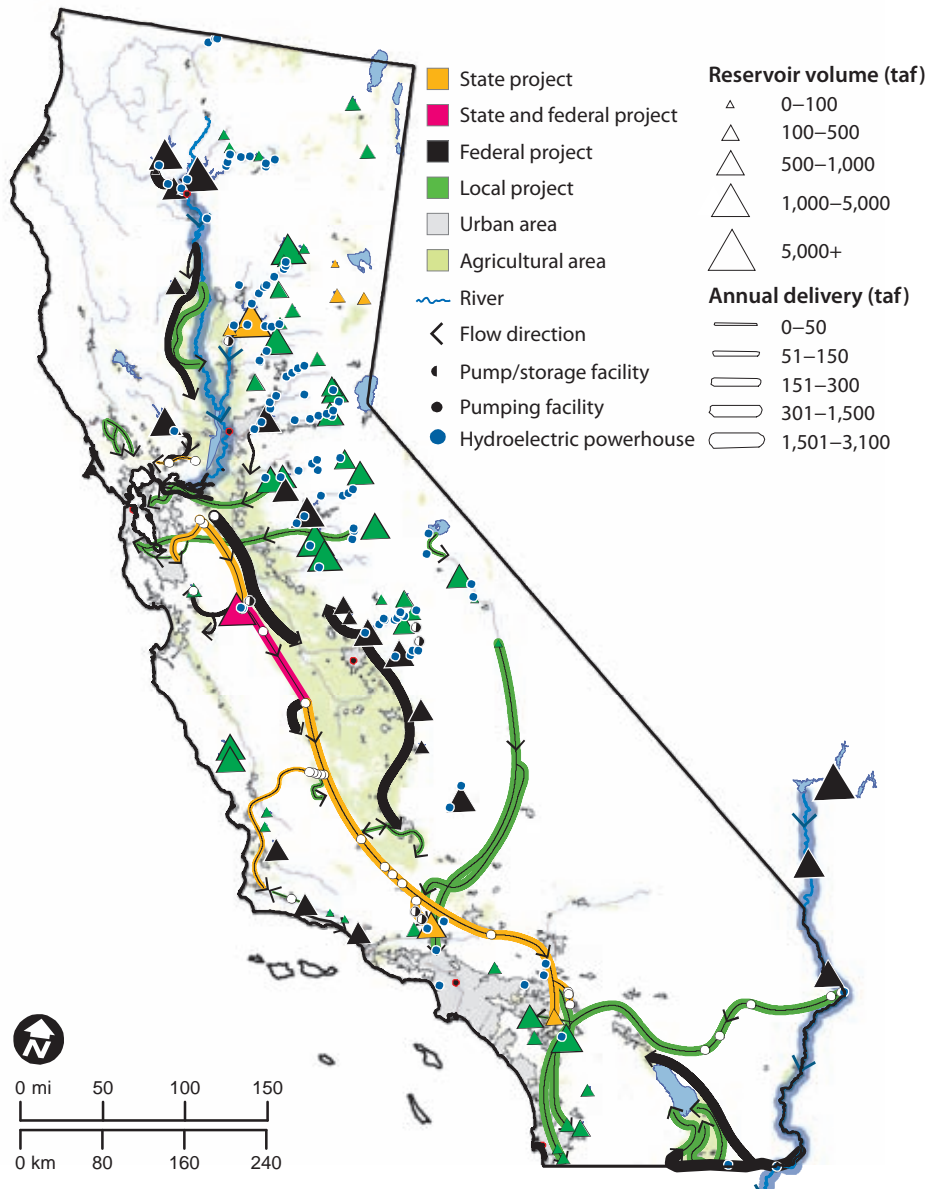 State project
State and federal project
Federal project
Local project
Urban area
Agricultural area
River
Flow direction
Pump/storage facility
Pumping facility
Hydroelectric powerhouse
Reservoir volume (taf)
0–100
100–500
500–1,000
1,000–5,000
5,000+
Annual delivery (taf)
0–50
51–150
151–300
301–1,500
1,501–3,100
N
0 mi 50 100 150
0 km 80 160 240